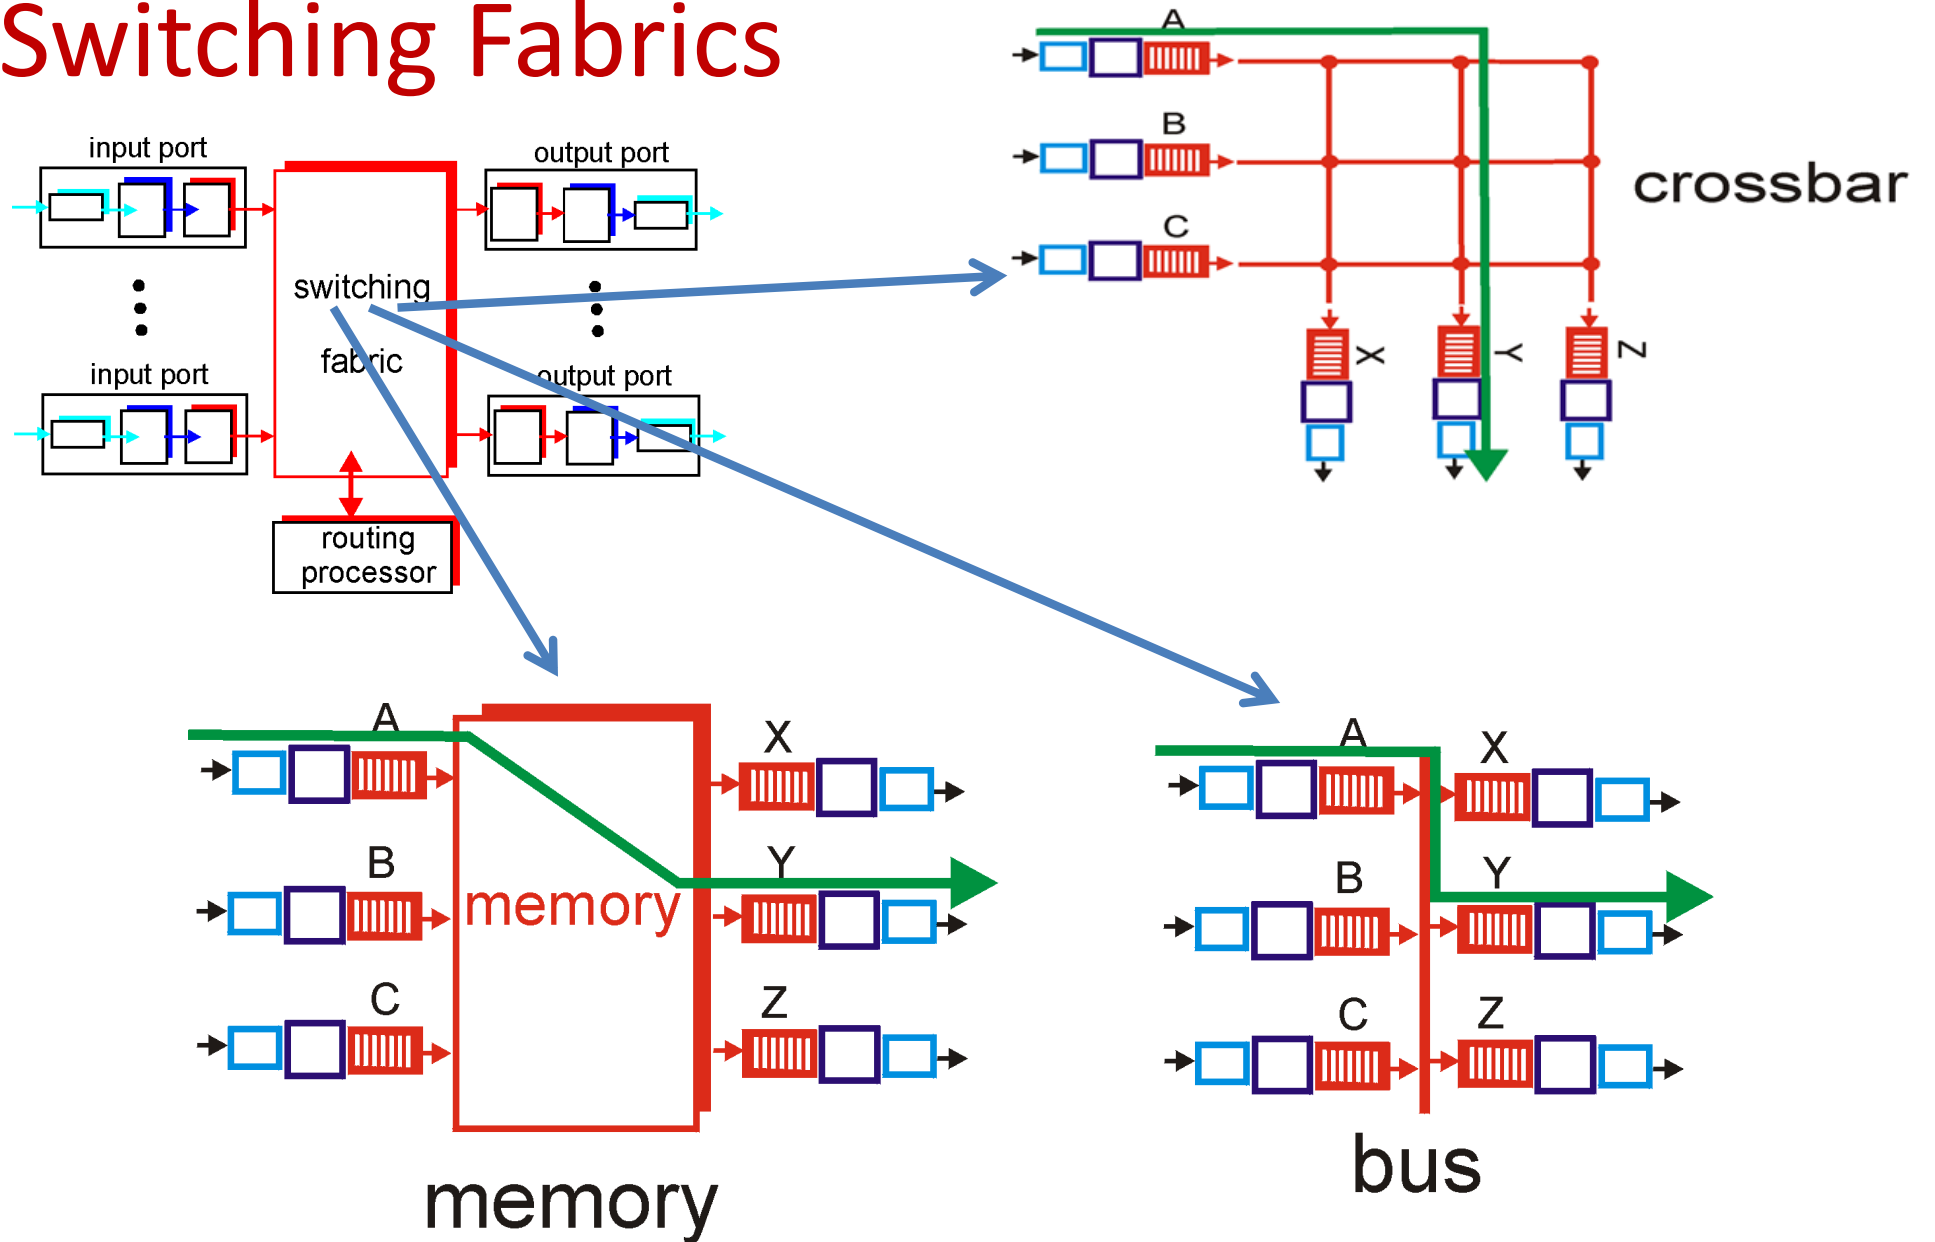 Switching Fabrics
input port
output port
switching
fabric
input port
output port
routing
processor
A
B
C
X
Y
Z
crossbar
A
B
C
memory
X
Y
Z
memory
A
B
C
X
Y
Z
bus